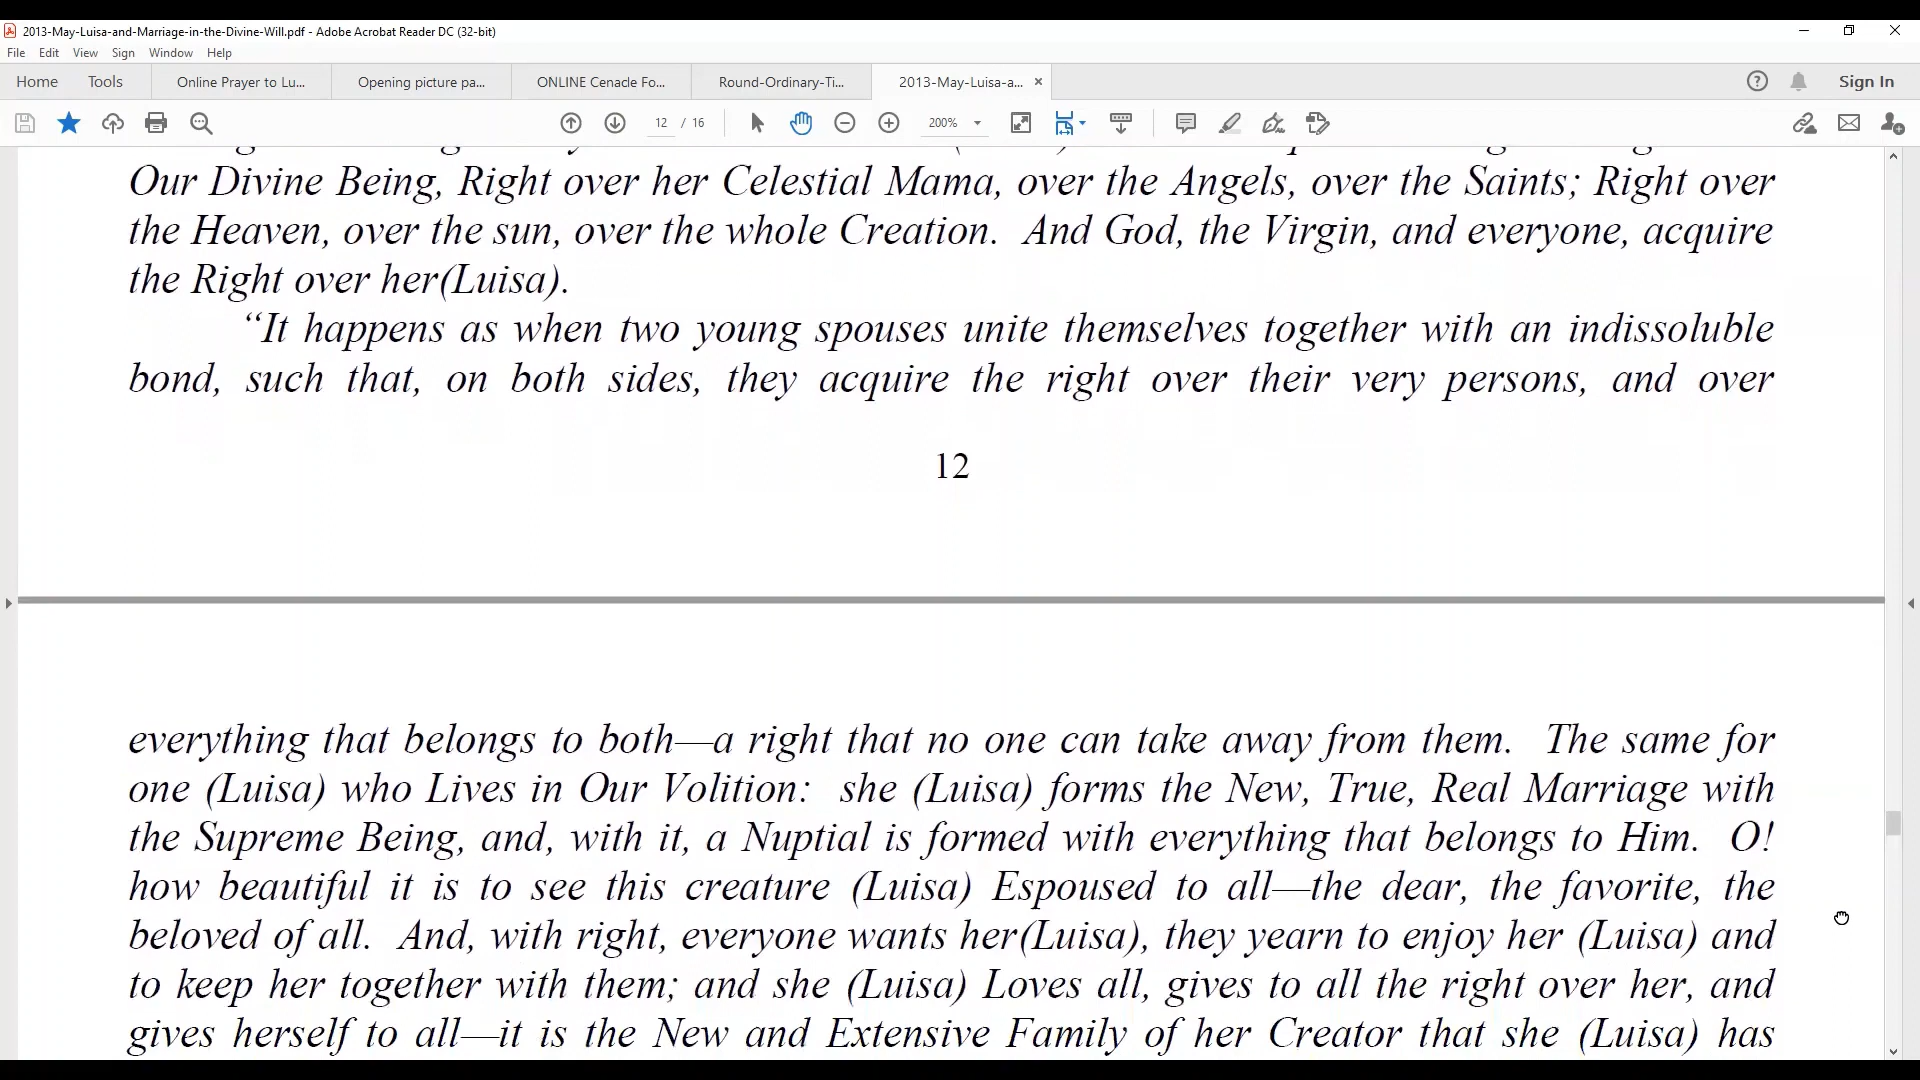 2013-May-Luisa-and-Marriage-in-the-Divine-Will.pdf - Adobe Acrobat Reader DC (32-bit)
File Edit View Sign Window Help
Home Tools Online Prayer to Lu... Opening picture pa... ONLINE Cenacle Fo... Round-Ordinary-Ti... 2013-May-Luisa-a... × Sign In
12 / 16 200%
Our Divine Being, Right over her Celestial Mama, over the Angels, over the Saints; Right over
the Heaven, over the sun, over the whole Creation. And God, the Virgin, and everyone, acquire
the Right over her(Luisa).
“It happens as when two young spouses unite themselves together with an indissoluble
bond, such that, on both sides, they acquire the right over their very persons, and over
12
everything that belongs to both—a right that no one can take away from them. The same for
one (Luisa) who Lives in Our Volition: she (Luisa) forms the New, True, Real Marriage with
the Supreme Being, and, with it, a Nuptial is formed with everything that belongs to Him. O!
how beautiful it is to see this creature (Luisa) Espoused to all—the dear, the favorite, the
beloved of all. And, with right, everyone wants her(Luisa), they yearn to enjoy her (Luisa) and
to keep her together with them; and she (Luisa) Loves all, gives to all the right over her, and
gives herself to all—it is the New and Extensive Family of her Creator that she (Luisa) has